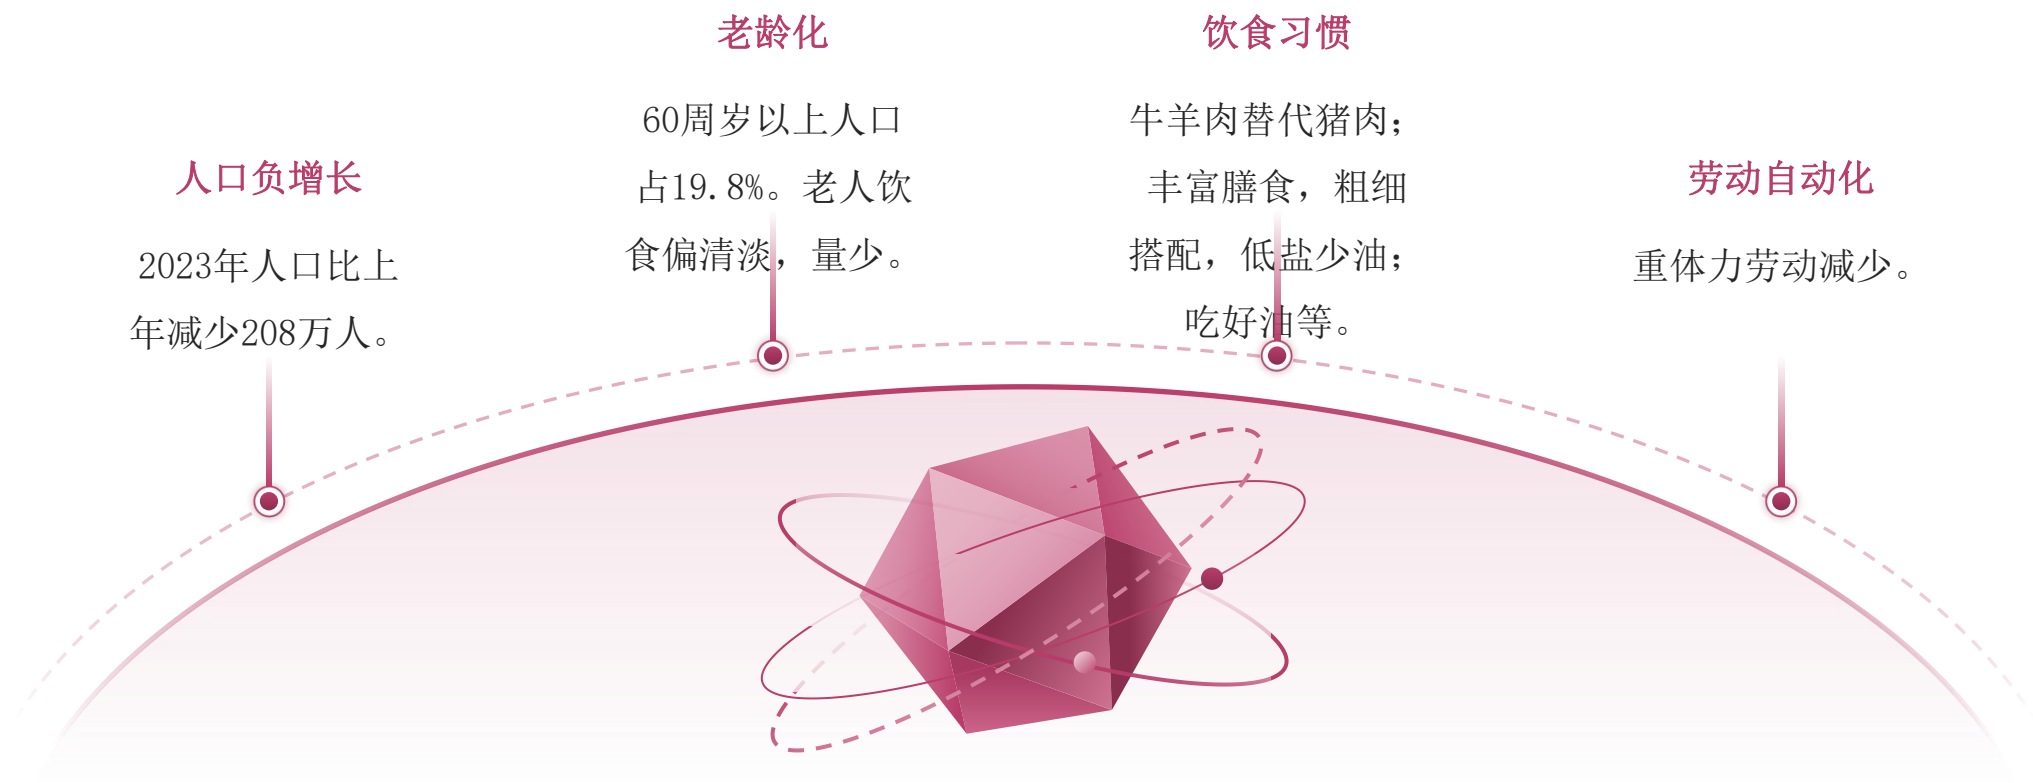 人口负增长
2023年人口比上
年减少208万人。
老龄化
60周岁以上人口
占19.8%。老人饮
食偏清淡，量少。
饮食习惯
牛羊肉替代猪肉；
丰富膳食，粗细
搭配，低盐少油；
吃好油等。
劳动自动化
重体力劳动减少。